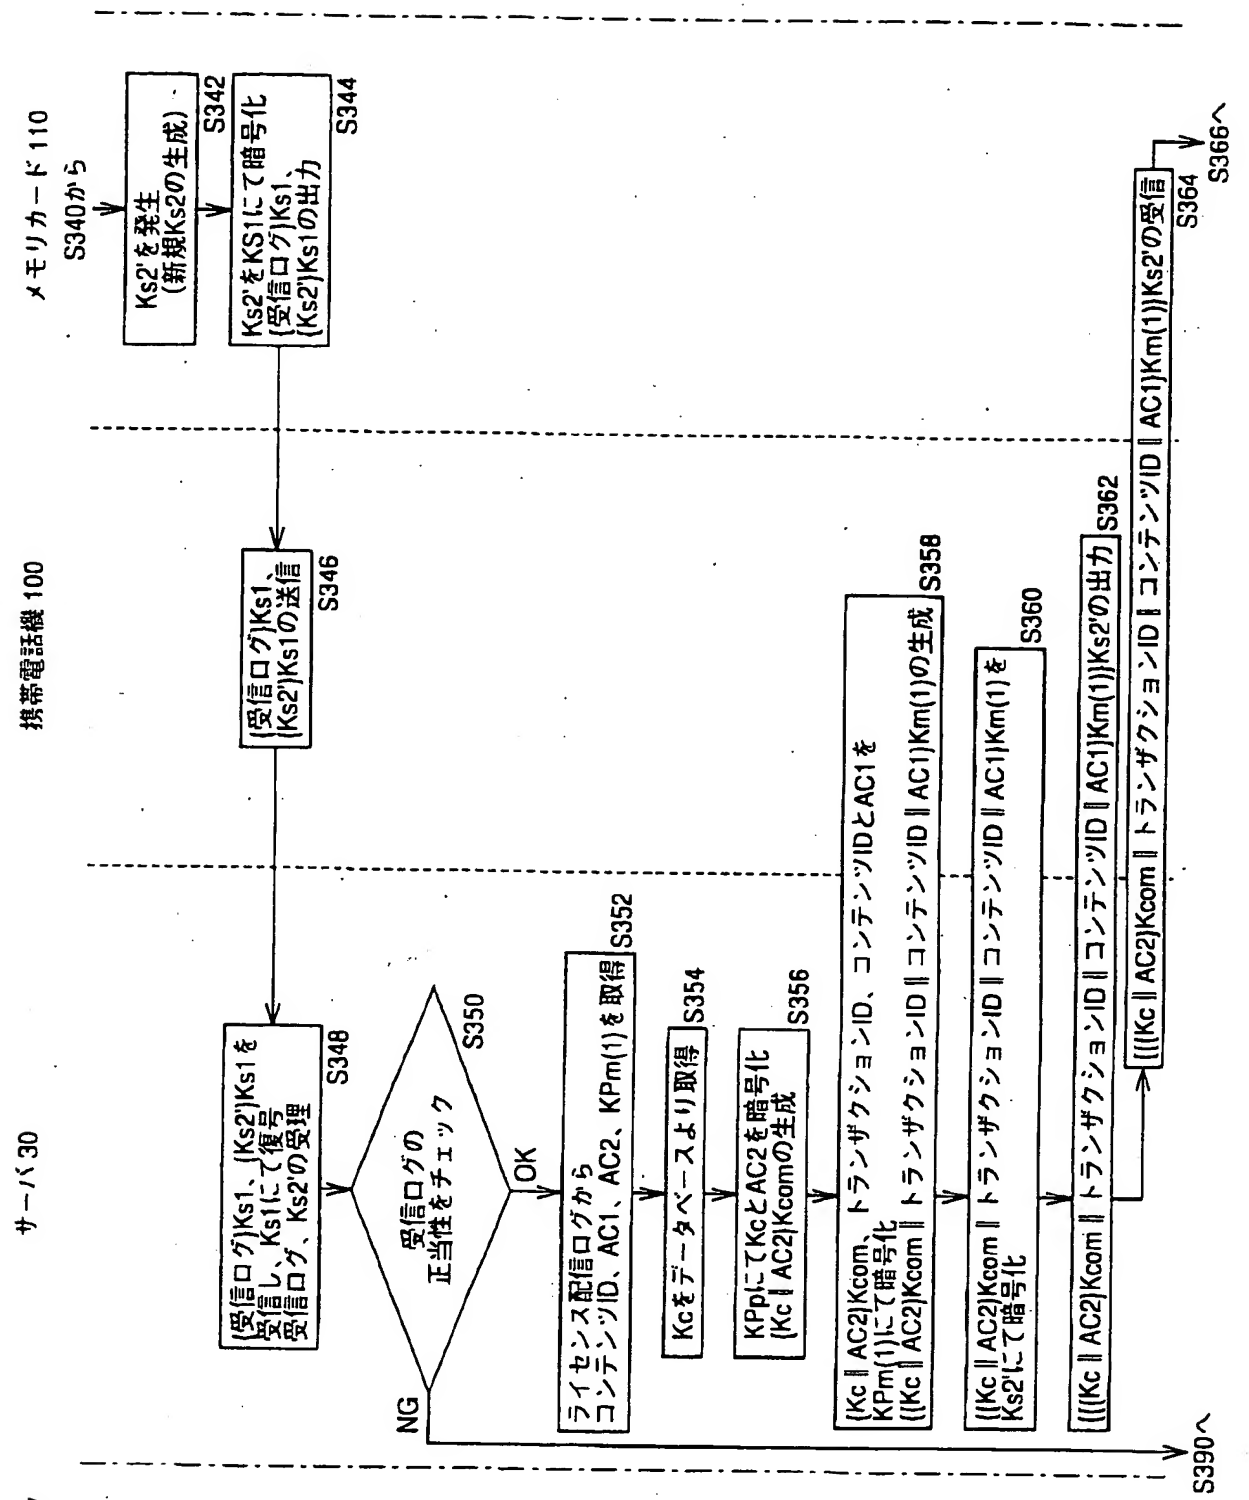 サーバ 30
携帯電話機 100
メモリカード 110
S340から
Ks2'を発生
(新規Ks2の生成)
S342
Ks2'をKS1にて暗号化
{受信ログ}Ks1、
{Ks2'}Ks1の出力
S344
{受信ログ}Ks1、
{Ks2'}Ks1の送信
S346
{受信ログ}Ks1、{Ks2'}Ks1を
受信し、Ks1にて復号
受信ログ、Ks2'の受理
S348
受信ログの
正当性をチェック
S350
NG
OK
ライセンス配信ログから
コンテンツID、AC1、AC2、KPm(1)を取得
S352
Kcをデータベースより取得
S354
KPpにてKcとAC2を暗号化
{Kc∥AC2}Kcomの生成
S356
{Kc∥AC2}Kcom、トランザクションID、コンテンツIDとAC1を
KPm(1)にて暗号化
{{Kc∥AC2}Kcom∥トランザクションID∥コンテンツID∥AC1}Km(1)の生成
S358
{{Kc∥AC2}Kcom∥トランザクションID∥コンテンツID∥AC1}Km(1)を
Ks2'にて暗号化
S360
{{{Kc∥AC2}Kcom∥トランザクションID∥コンテンツID∥AC1}Km(1)}Ks2'の出力
S362
{{{Kc∥AC2}Kcom∥トランザクションID∥コンテンツID∥AC1}Km(1)}Ks2'の受信
S364
S366へ
S390へ